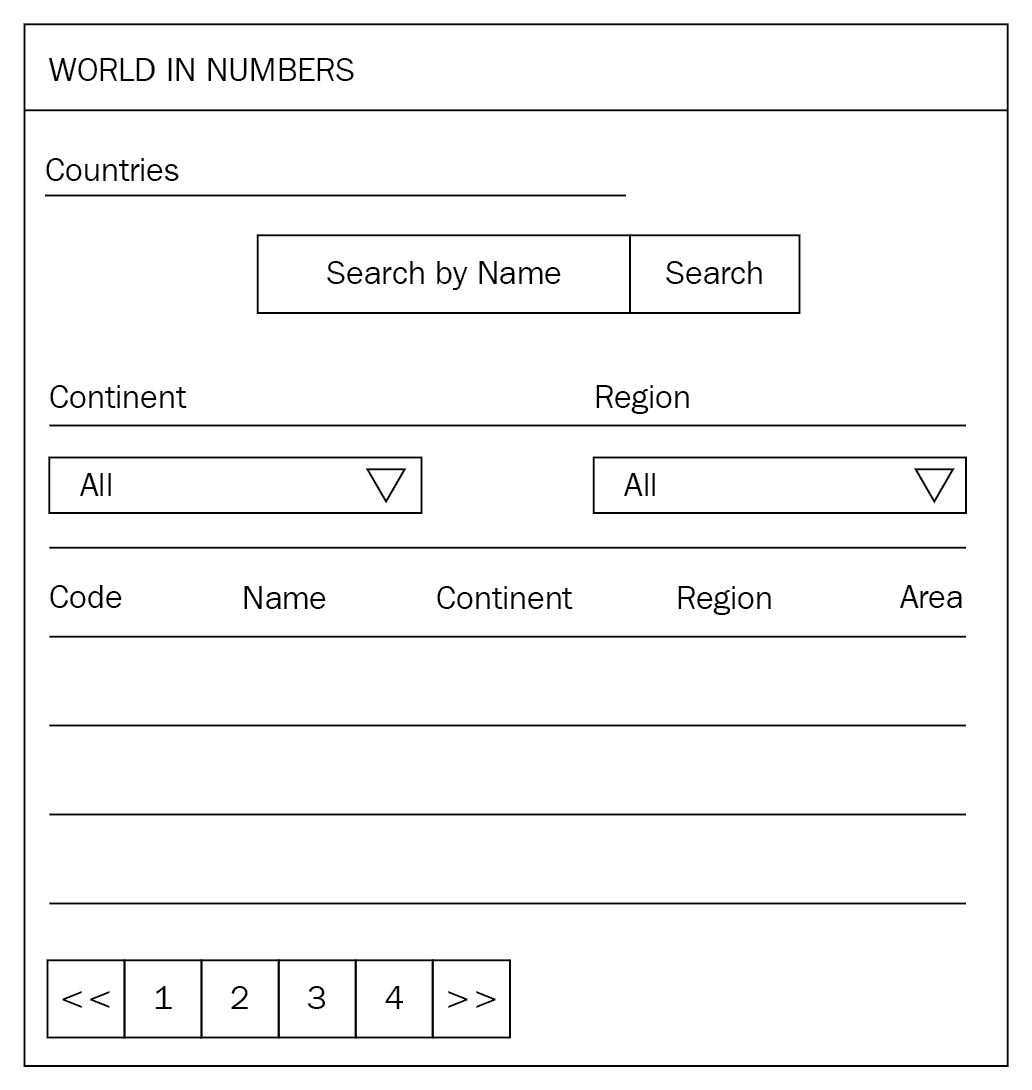 WORLD IN NUMBERS
Countries
Search by Name Search
Continent Region
All All
Code Name Continent Region Area
<< 1 2 3 4 >>